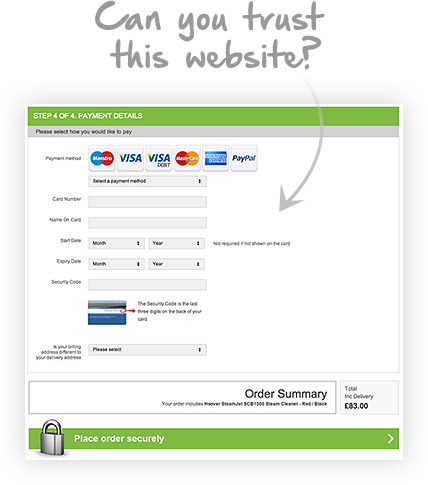 Can you trust
this website?
STEP 4 OF 4. PAYMENT DETAILS
Please select how you would like to pay
Payment method
Maestro VISA VISA DEBIT MasterCard AMERICAN EXPRESS PayPal
Select a payment method
Card Number
Name On Card
Start Date Month Year Not required if not shown on the card
Expiry Date Month Year
Security Code
The Security Code is the last
three digits on the back of your
card
Is your billing
address different to
your delivery address
Please select
Order Summary
Your order includes Hoover SteamJet SCB1500 Steam Cleaner - Red / Black
Total
Inc Delivery
£83.00
Place order securely